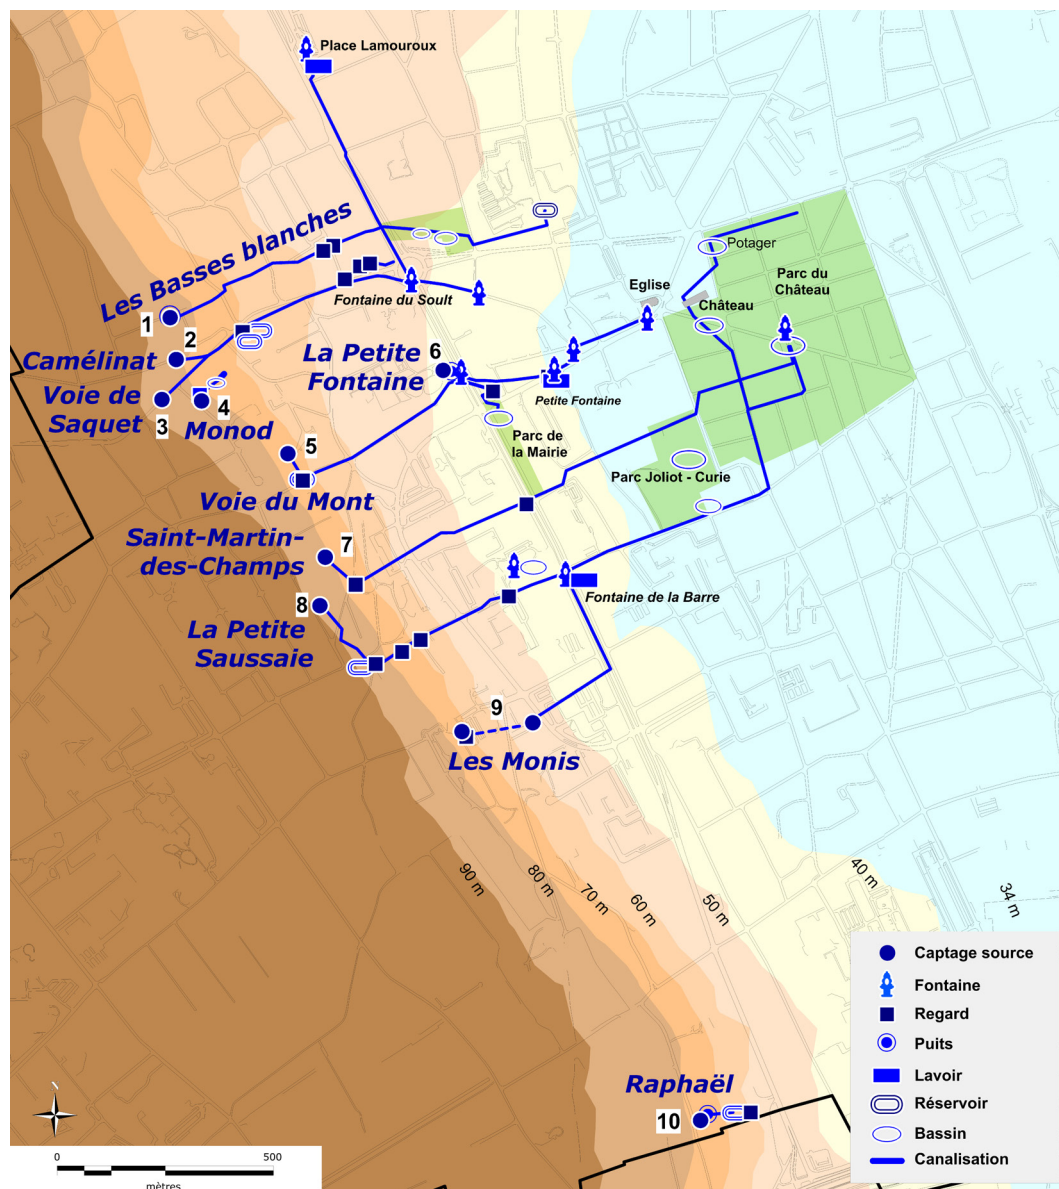 Place Lamouroux
Les Basses blanches
Potager
Eglise
Parc du
Château
Château
Fontaine du Soult
1
2
Camélinat
Voie de
Saquet
3
4
Monod
La Petite
Fontaine
6
Petite Fontaine
Parc de
la Mairie
5
Voie du Mont
Parc Joliot - Curie
Saint-Martin-
des-Champs
7
8
La Petite
Saussaie
Fontaine de la Barre
9
Les Monis
90 m
80 m
70 m
60 m
50 m
40 m
34 m
Raphaël
10
Captage source
Fontaine
Regard
Puits
Lavoir
Réservoir
Bassin
Canalisation
0
500
mètres